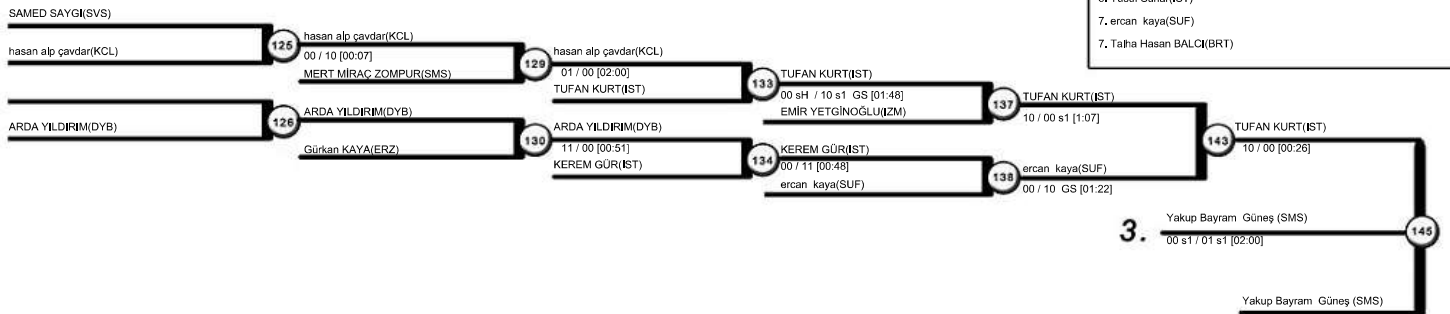 SAMED SAYGI(SVS)
hasan alp çavdar(KCL)
ARDA YILDIRIM(DYB)
125
126
hasan alp çavdar(KCL)
00 / 10 [00:07]
MERT MİRAÇ ZOMPUR(SMS)
ARDA YILDIRIM(DYB)
Gürkan KAYA(ERZ)
129
130
hasan alp çavdar(KCL)
01 / 00 [02:00]
TUFAN KURT(IST)
ARDA YILDIRIM(DYB)
11 / 00 [00:51]
KEREM GÜR(IST)
133
134
TUFAN KURT(IST)
00 sH / 10 s1 GS [01:48]
EMİR YETGİNOĞLU(IZM)
KEREM GÜR(IST)
00 / 11 [00:48]
ercan kaya(SUF)
137
138
TUFAN KURT(IST)
10 / 00 s1 [1:07]
ercan kaya(SUF)
00 / 10 GS [01:22]
143
TUFAN KURT(IST)
10 / 00 [00:26]
3.
Yakup Bayram Güneş (SMS)
00 s1 / 01 s1 [02:00]
145
Yakup Bayram Güneş (SMS)
7. ercan kaya(SUF)
7. Talha Hasan BALCI(BRT)